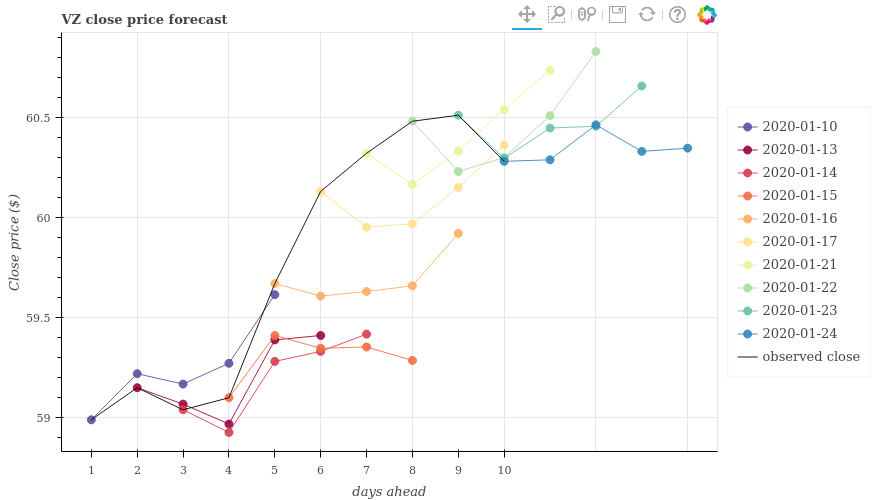 VZ close price forecast
60.5
60
59.5
59
Close price ($)
1 2 3 4 5 6 7 8 9 10
days ahead
2020-01-10
2020-01-13
2020-01-14
2020-01-15
2020-01-16
2020-01-17
2020-01-21
2020-01-22
2020-01-23
2020-01-24
observed close